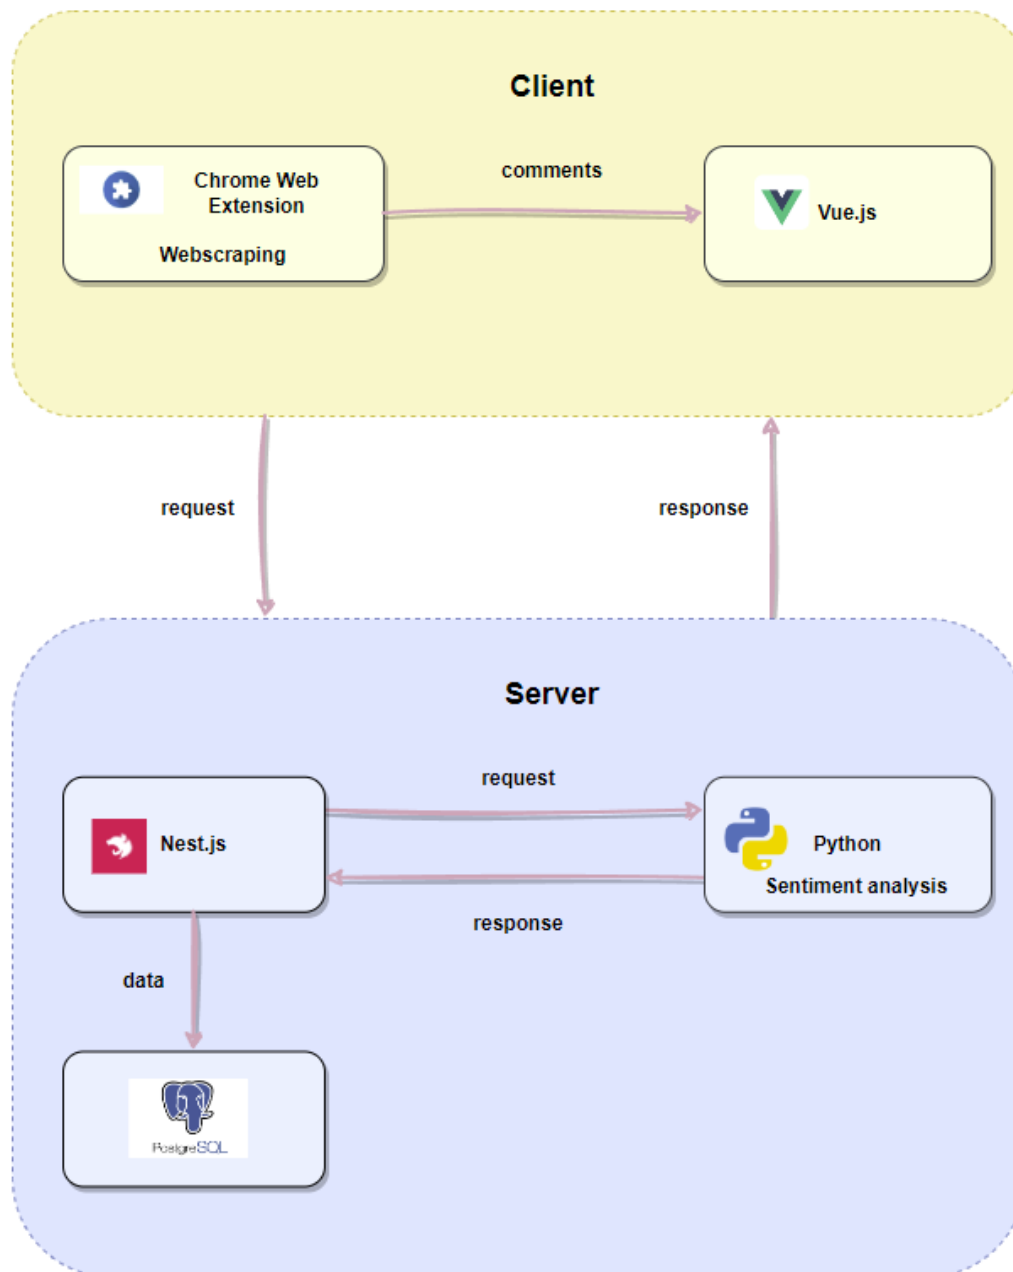 Client
Chrome Web
Extension
Webscraping
comments
Vue.js
request
response
Server
Nest.js
request
response
Python
Sentiment analysis
data
PostgreSQL